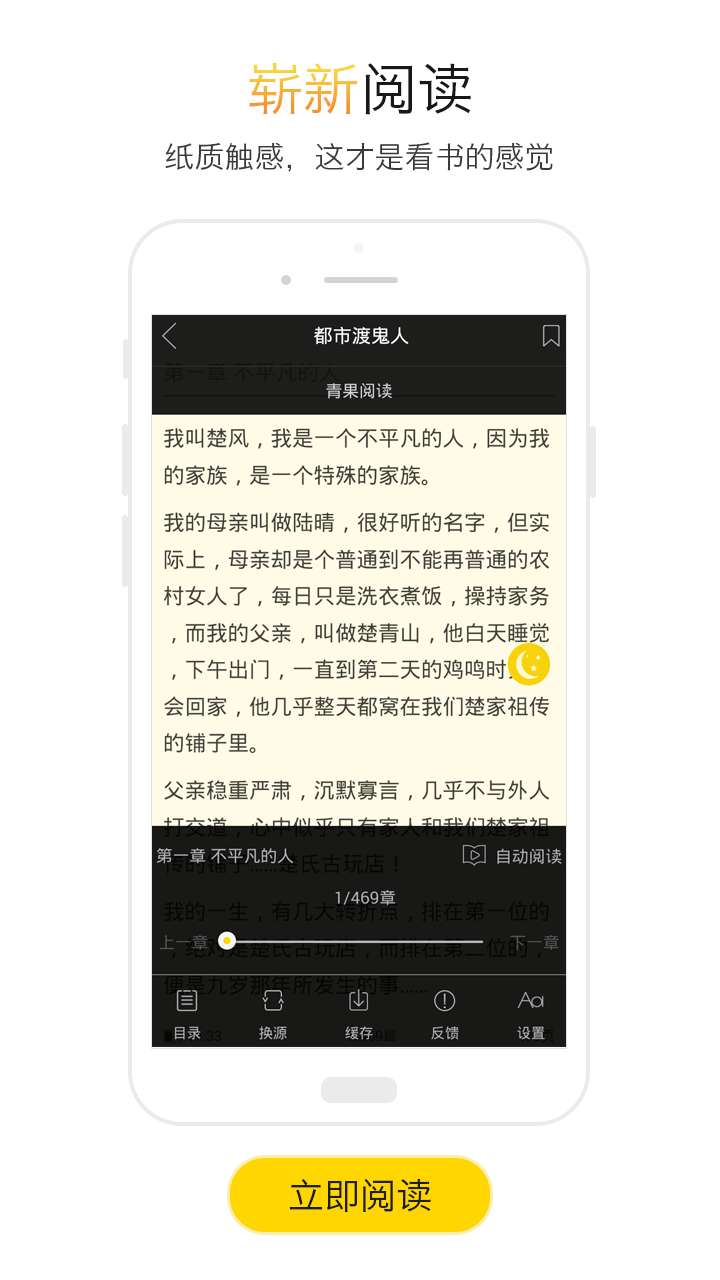 崭新阅读
纸质触感，这才是看书的感觉
都市渡鬼人
第一章 不平凡的人
青果阅读
我叫楚风，我是一个不平凡的人，因为我
的家族，是一个特殊的家族。
我的母亲叫做陆晴，很好听的名字，但实
际上，母亲却是个普通到不能再普通的农
村女人了，每日只是洗衣煮饭，操持家务
，而我的父亲，叫做楚青山，他白天睡觉
，下午出门，一直到第二天的鸡鸣时
会回家，他几乎整天都窝在我们楚家祖传
的铺子里。
父亲稳重严肃，沉默寡言，几乎不与外人
打交道，心中似乎只有家人和我们楚家祖
传的铺子……楚氏古玩店！
第一章 不平凡的人
自动阅读
1/469章
我的一生，有几大转折点，排在第一位的
上一章
下一章
，绝对是楚氏古玩店，而排在第二位的，
便是九岁那年所发生的事……
目录 换源 缓存 反馈 设置
立即阅读